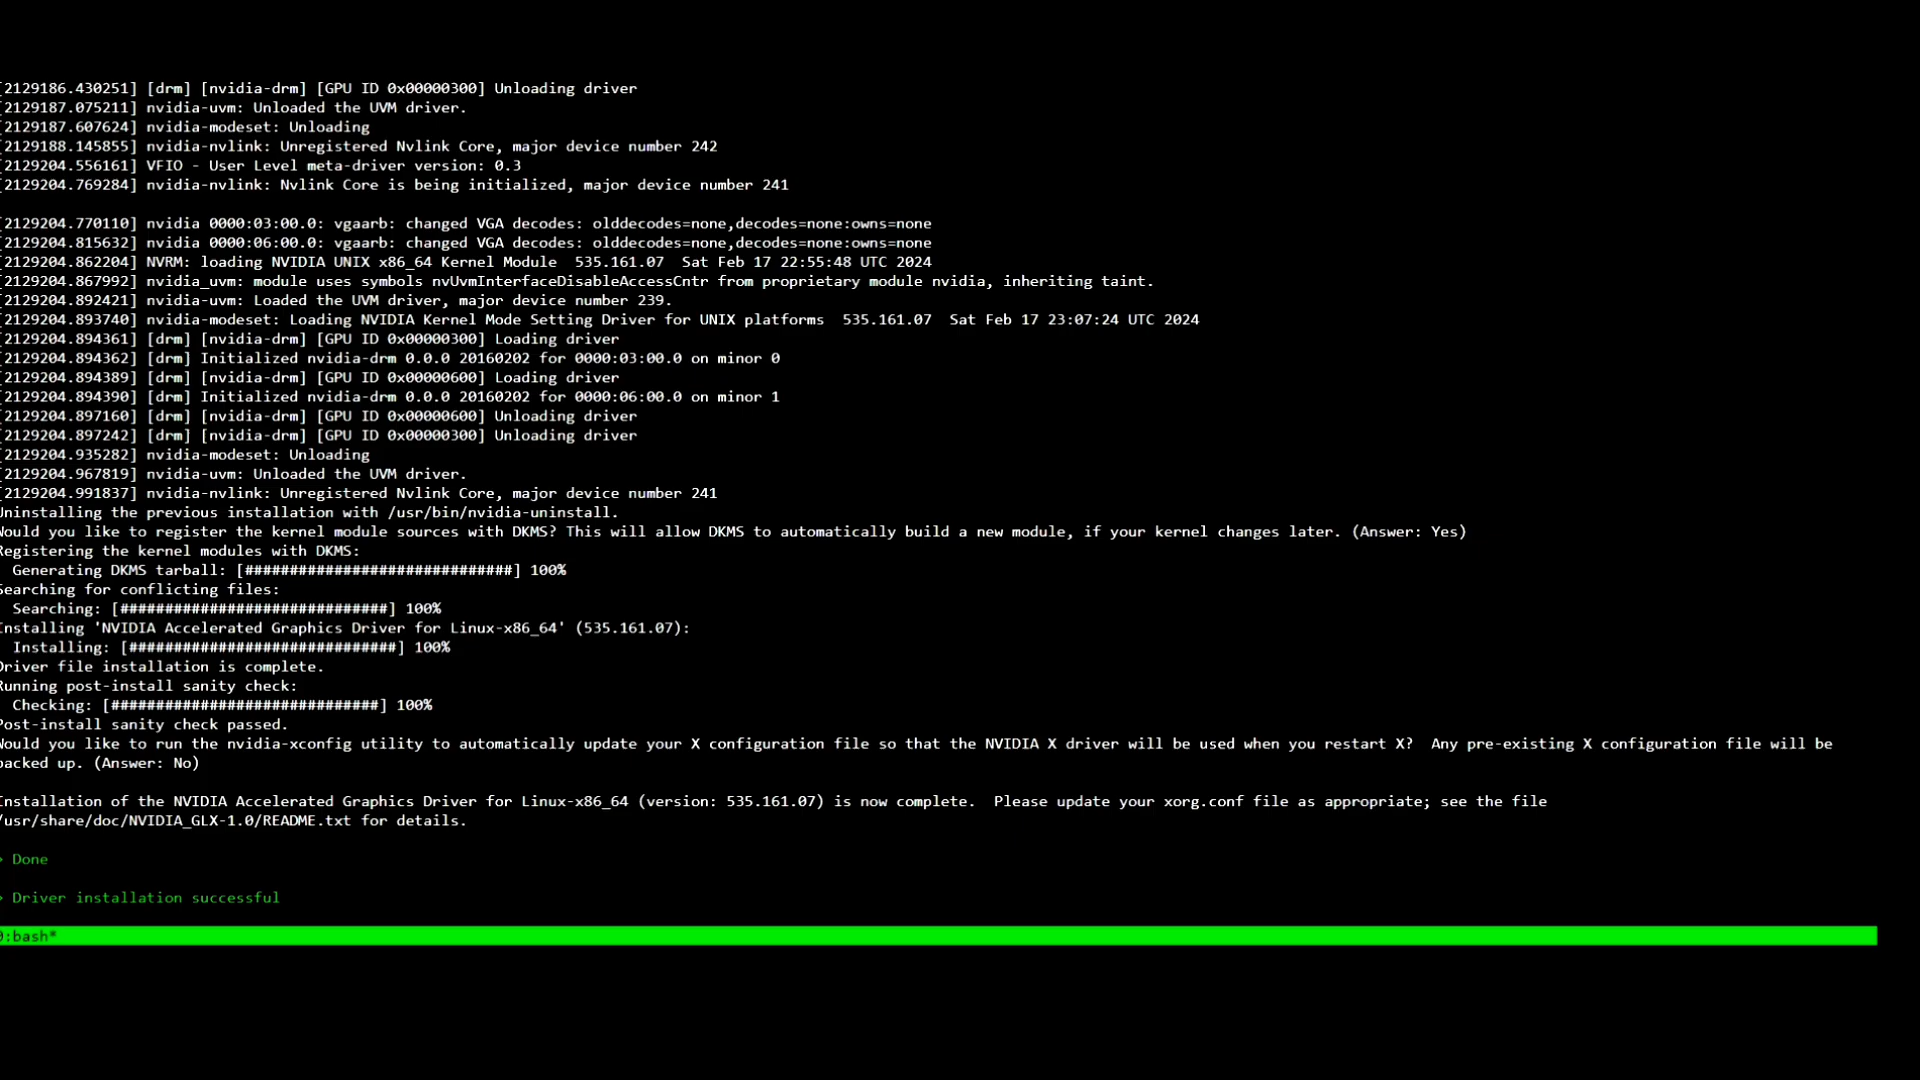 [2129186.430251] [drm] [nvidia-drm] [GPU ID 0x00000300] Unloading driver
[2129187.075211] nvidia-uvm: Unloaded the UVM driver.
[2129187.607624] nvidia-modeset: Unloading
[2129188.145855] nvidia-nvlink: Unregistered Nvlink Core, major device number 242
[2129204.556161] VFIO - User Level meta-driver version: 0.3
[2129204.769284] nvidia-nvlink: Nvlink Core is being initialized, major device number 241
[2129204.770110] nvidia 0000:03:00.0: vgaarb: changed VGA decodes: olddecodes=none,decodes=none:owns=none
[2129204.815632] nvidia 0000:06:00.0: vgaarb: changed VGA decodes: olddecodes=none,decodes=none:owns=none
[2129204.862204] NVRM: loading NVIDIA UNIX x86_64 Kernel Module  535.161.07  Sat Feb 17 22:55:48 UTC 2024
[2129204.867992] nvidia_uvm: module uses symbols nvUvmInterfaceDisableAccessCntr from proprietary module nvidia, inheriting taint.
[2129204.892421] nvidia-uvm: Loaded the UVM driver, major device number 239.
[2129204.893740] nvidia-modeset: Loading NVIDIA Kernel Mode Setting Driver for UNIX platforms  535.161.07  Sat Feb 17 23:07:24 UTC 2024
[2129204.894361] [drm] [nvidia-drm] [GPU ID 0x00000300] Loading driver
[2129204.894362] [drm] Initialized nvidia-drm 0.0.0 20160202 for 0000:03:00.0 on minor 0
[2129204.894389] [drm] [nvidia-drm] [GPU ID 0x00000600] Loading driver
[2129204.894390] [drm] Initialized nvidia-drm 0.0.0 20160202 for 0000:06:00.0 on minor 1
[2129204.897160] [drm] [nvidia-drm] [GPU ID 0x00000600] Unloading driver
[2129204.897242] [drm] [nvidia-drm] [GPU ID 0x00000300] Unloading driver
[2129204.935282] nvidia-modeset: Unloading
[2129204.967819] nvidia-uvm: Unloaded the UVM driver.
[2129204.991837] nvidia-nvlink: Unregistered Nvlink Core, major device number 241
Uninstalling the previous installation with /usr/bin/nvidia-uninstall.
Would you like to register the kernel module sources with DKMS? This will allow DKMS to automatically build a new module, if your kernel changes later. (Answer: Yes)
Registering the kernel modules with DKMS:
Generating DKMS tarball: [##############################] 100%
Searching for conflicting files:
Searching: [##############################] 100%
Installing 'NVIDIA Accelerated Graphics Driver for Linux-x86_64' (535.161.07):
Installing: [##############################] 100%
Driver file installation is complete.
Running post-install sanity check:
Checking: [##############################] 100%
Post-install sanity check passed.
Would you like to run the nvidia-xconfig utility to automatically update your X configuration file so that the NVIDIA X driver will be used when you restart X?  Any pre-existing X configuration file will be
backed up. (Answer: No)
Installation of the NVIDIA Accelerated Graphics Driver for Linux-x86_64 (version: 535.161.07) is now complete.  Please update your xorg.conf file as appropriate; see the file
/usr/share/doc/NVIDIA_GLX-1.0/README.txt for details.
> Done
> Driver installation successful
0:bash*